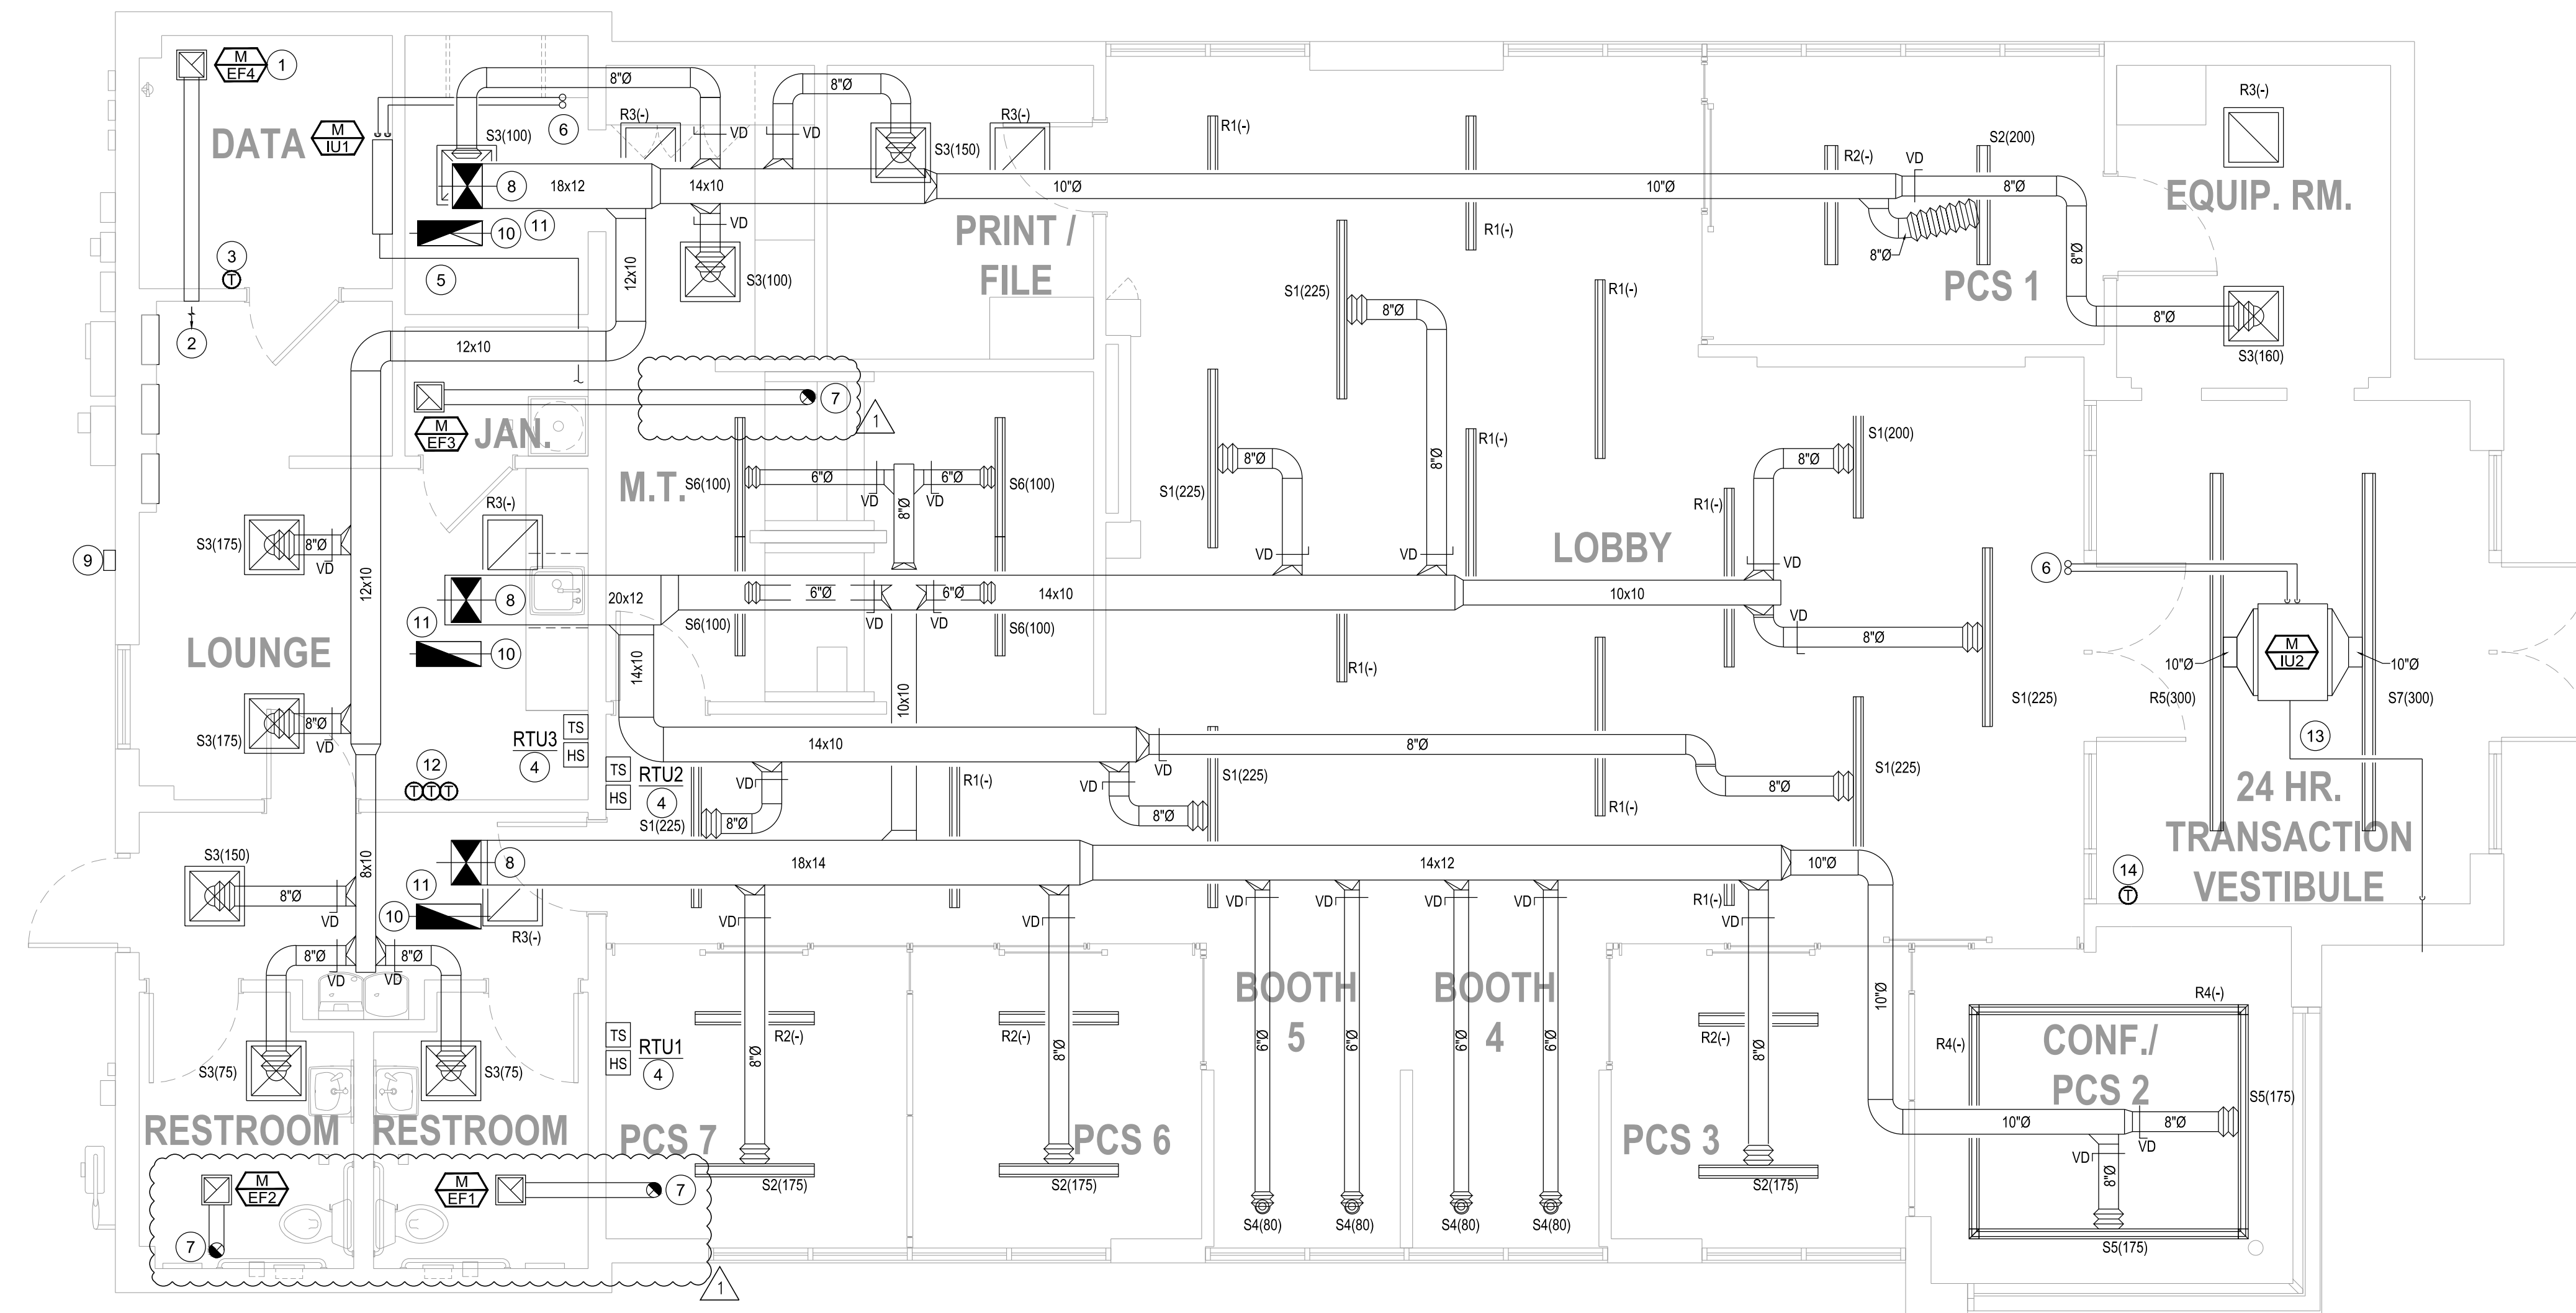 M
EF4
1
DATA
M
IU1
6
8"Ø
8"Ø
S3(100)
R3(-)
VD
VD
S3(150)
R3(-)
8
18x12
14x10
10"Ø
10"Ø
10
11
VD
S3(100)
PRINT /
FILE
12x10
3
T
5
2
12x10
R1(-)
R1(-)
R2(-)
VD
S2(200)
8"Ø
8"Ø
8"Ø
R3(-)
EQUIP. RM.
PCS 1
8"Ø
S3(160)
S1(225)
8"Ø
R1(-)
7
1
M
EF3
JAN.
M.T.
R3(-)
S6(100)
6"Ø
6"Ø
VD
VD
8"Ø
S6(100)
8"Ø
S1(225)
8"Ø
R1(-)
8"Ø
S1(200)
R1(-)
LOBBY
VD
VD
VD
9
S3(175)
8"Ø
VD
12x10
8
20x12
6"Ø
6"Ø
14x10
10x10
11
10
S6(100)
VD
VD
S6(100)
LOUNGE
14x10
10x10
R1(-)
VD
8"Ø
S1(225)
6
M
IU2
10"Ø
10"Ø
R5(300)
S7(300)
13
S3(175)
8"Ø
VD
TS
HS
RTU3
4
12
T
T
T
TS
HS
RTU2
4
14x10
8"Ø
VD
VD
VD
S1(225)
R1(-)
8"Ø
8"Ø
S1(225)
R1(-)
8"Ø
S1(225)
24 HR.
TRANSACTION
VESTIBULE
14
T
8x10
S3(150)
8"Ø
VD
8
11
10
R3(-)
18x14
14x12
10"Ø
VD
VD
VD
VD
VD
VD
R1(-)
VD
8"Ø
8"Ø
VD
VD
S3(75)
S3(75)
RESTROOM
RESTROOM
TS
HS
RTU1
4
PCS 7
R2(-)
8"Ø
S2(175)
R2(-)
8"Ø
PCS 6
S2(175)
BOOTH
5
BOOTH
4
6"Ø
6"Ø
6"Ø
6"Ø
S4(80)
S4(80)
S4(80)
S4(80)
PCS 3
R2(-)
8"Ø
S2(175)
10"Ø
R4(-)
R4(-)
CONF./
PCS 2
S5(175)
10"Ø
8"Ø
VD
VD
8"Ø
S5(175)
M
EF2
M
EF1
7
7
1